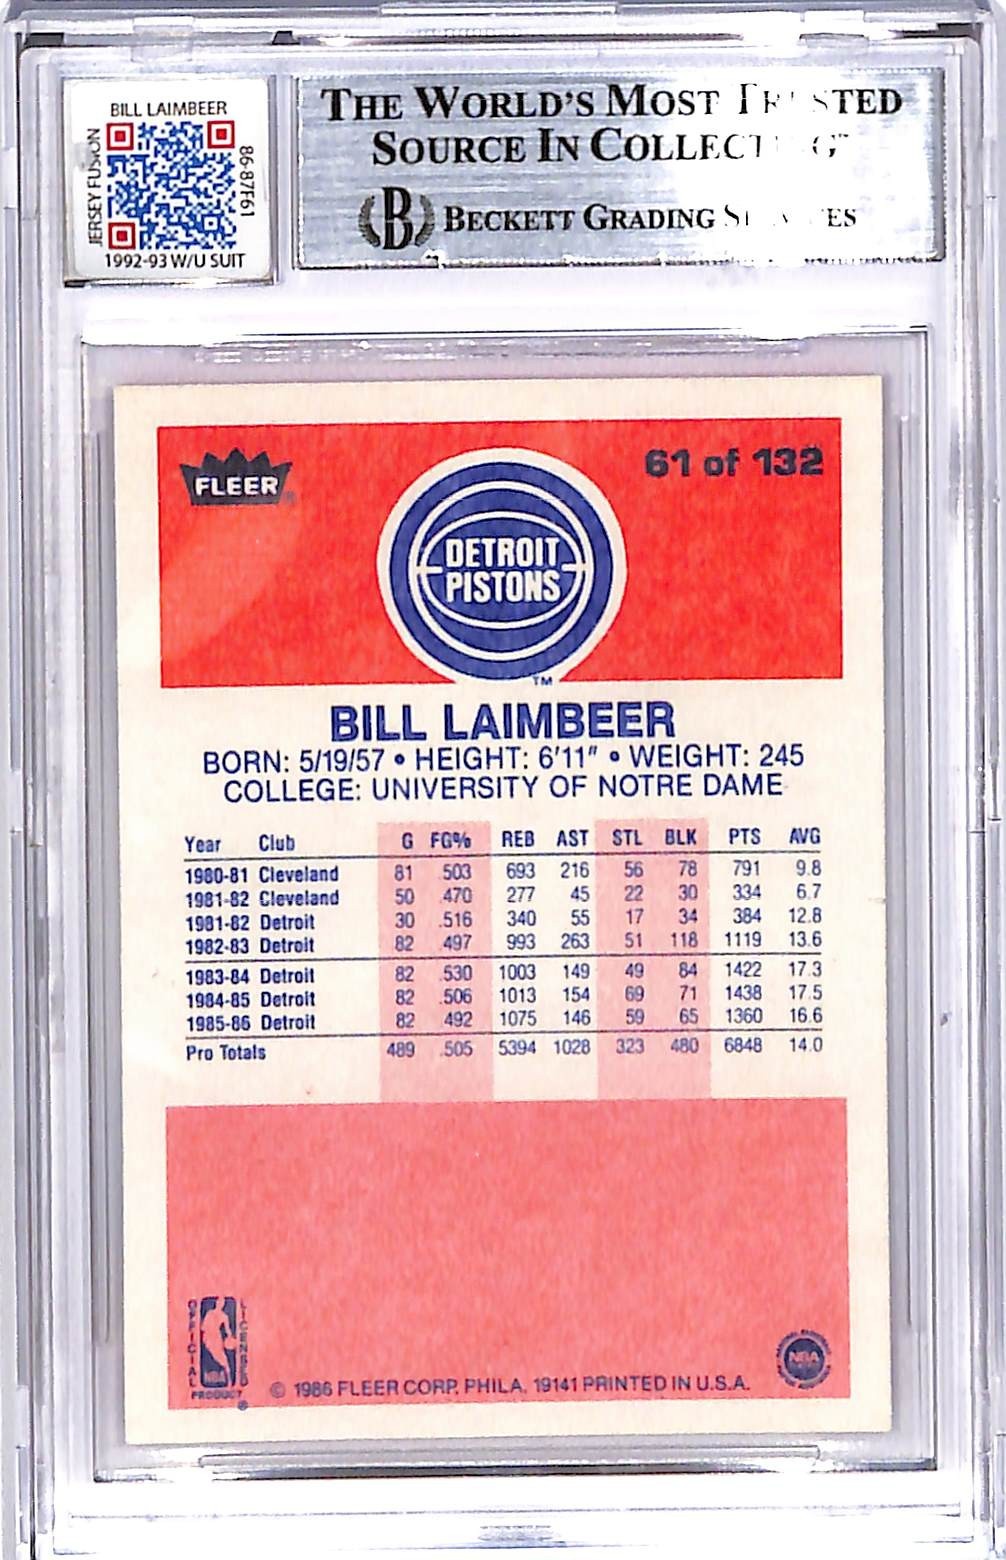 BILL LAIMBEER
JERSEY FUSION
86-87F61
1992-93 W/U SUIT
THE WORLD'S MOST TED
SOURCE IN
B BECKETT GRADING
FLEER®
61 of 132
DETROIT
PISTONS
TM
BILL LAIMBEER
BORN: 5/19/57 • HEIGHT: 6'11" • WEIGHT: 245
COLLEGE: UNIVERSITY OF NOTRE DAME
Year Club G FG% REB AST STL BLK PTS AVG
1980-81 Cleveland 81 .503 693 216 56 78 791 9.8
1981-82 Cleveland 50 .470 277 45 22 30 334 6.7
1981-82 Detroit 30 .516 340 55 17 34 384 12.8
1982-83 Detroit 82 .497 993 263 51 118 1119 13.6
1983-84 Detroit 82 .530 1003 149 49 84 1422 17.3
1984-85 Detroit 82 .506 1013 154 69 71 1438 17.5
1985-86 Detroit 82 .492 1075 146 59 65 1360 16.6
Pro Totals 489 .505 5394 1028 323 480 6848 14.0
OFFICIAL
LICENSED
NBA
PRODUCT
®
© 1986 FLEER CORP. PHILA. 19141 PRINTED IN U.S.A.
NBA